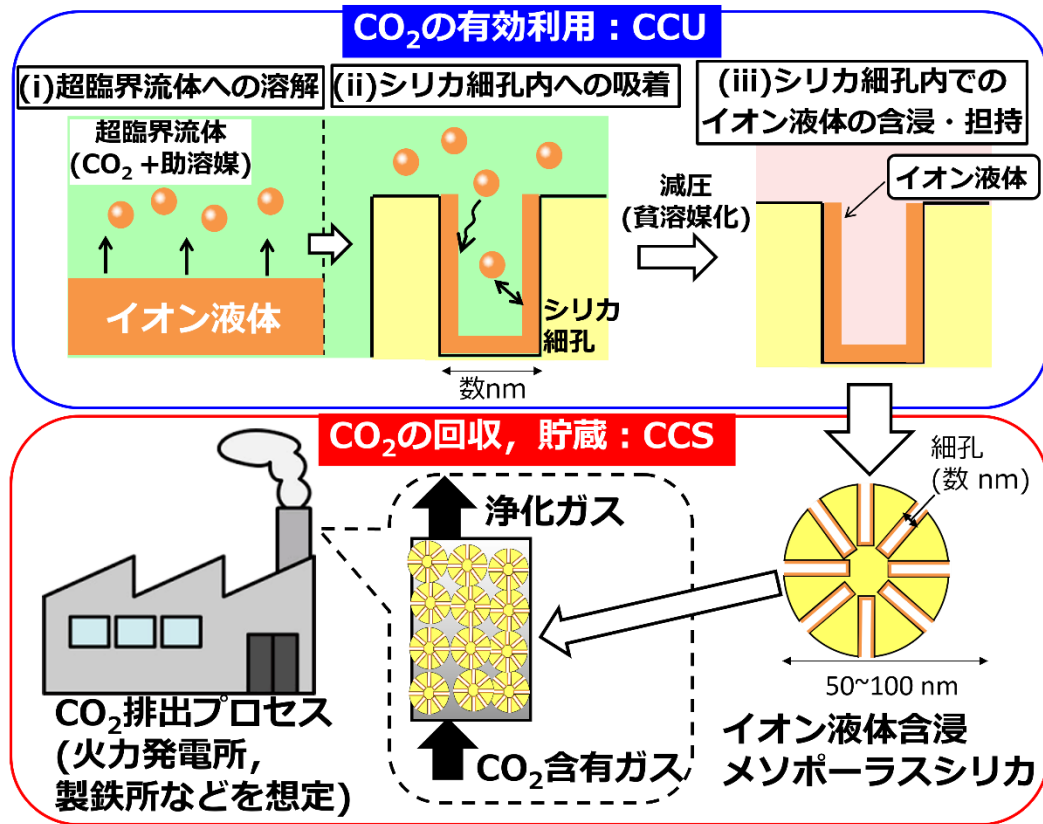 CO₂の有効利用：CCU
(i)超臨界流体への溶解
超臨界流体
(CO₂ +助溶媒)
イオン液体
(ii)シリカ細孔内への吸着
シリカ
細孔
数nm
減圧
(貧溶媒化)
(iii)シリカ細孔内での
イオン液体の含浸・担持
イオン液体
CO₂の回収，貯蔵：CCS
CO₂排出プロセス
(火力発電所,
製鉄所などを想定)
浄化ガス
CO₂含有ガス
細孔
(数 nm)
50~100 nm
イオン液体含浸
メソポーラスシリカ